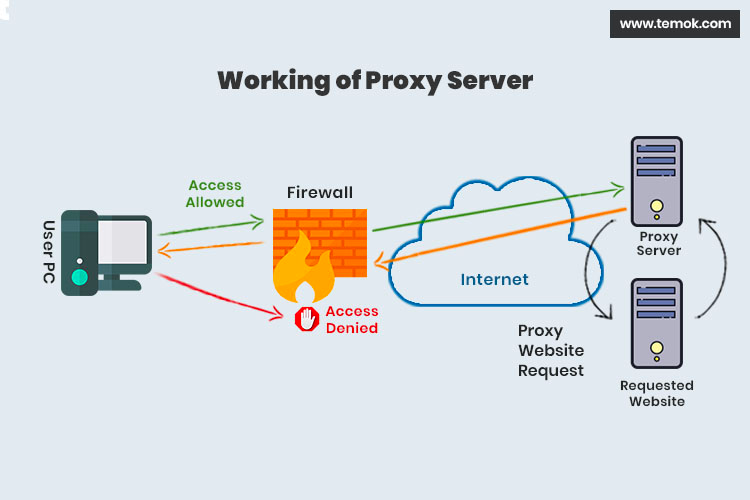 www.temok.com
Working of Proxy Server
Access
Allowed
Firewall
User PC
Internet
Proxy
Server
Access
Denied
Proxy
Website
Request
Requested
Website